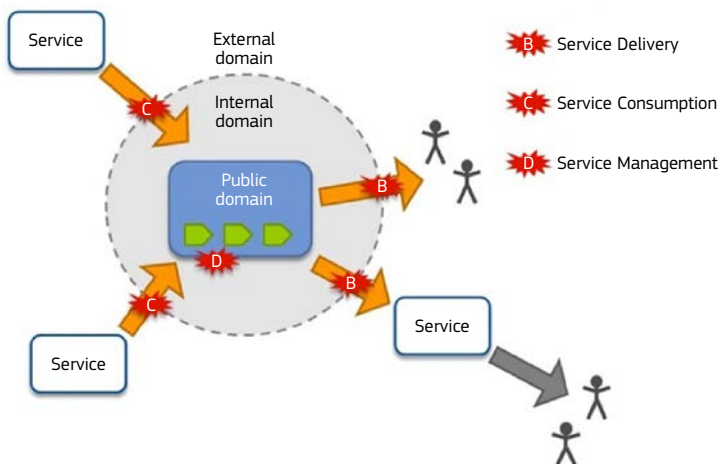 Service
External
domain
Internal
domain
Public
domain
C
B
D
C
B
Service
Service
B Service Delivery
C Service Consumption
D Service Management